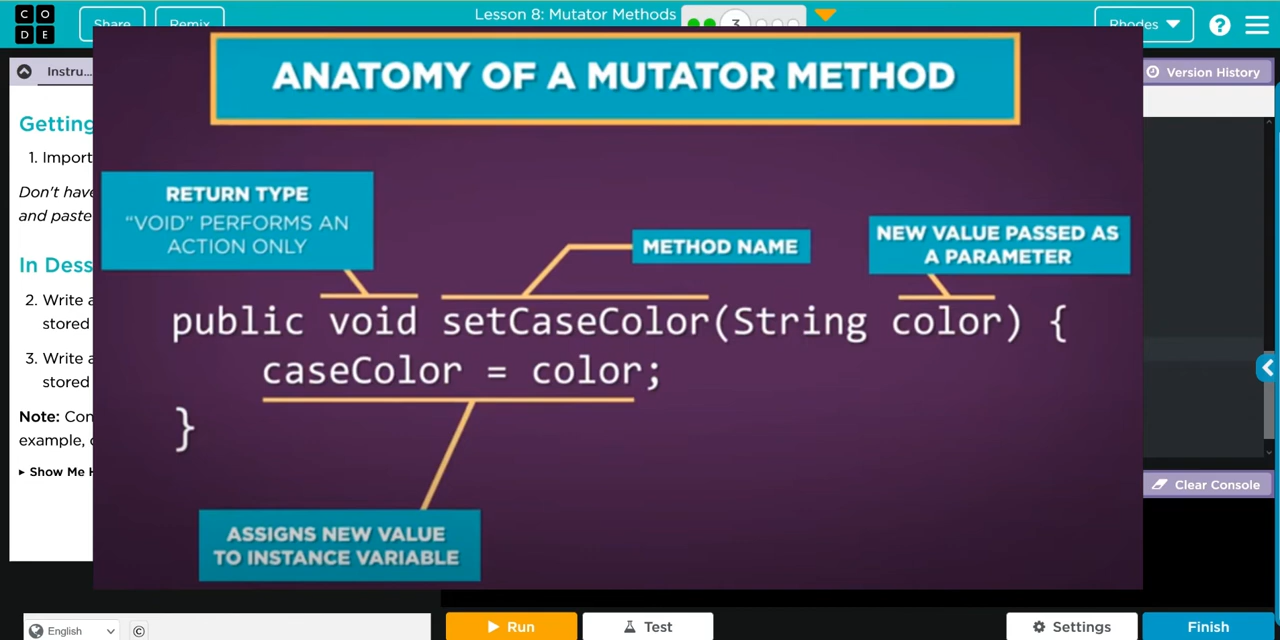 C O
D E
Share
Remix
Lesson 8: Mutator Methods
3
Rhodes
?
Instru...
Version History
ANATOMY OF A MUTATOR METHOD
Getting
1. Import
Don't have
and paste
RETURN TYPE
“VOID” PERFORMS AN
ACTION ONLY
METHOD NAME
NEW VALUE PASSED AS
A PARAMETER
In Dess
2. Write a
stored
3. Write a
stored
Note: Con
example, 
Show Me H
public void setCaseColor(String color) {
caseColor = color;
}
ASSIGNS NEW VALUE
TO INSTANCE VARIABLE
Clear Console
English
©
Run
Test
Settings
Finish